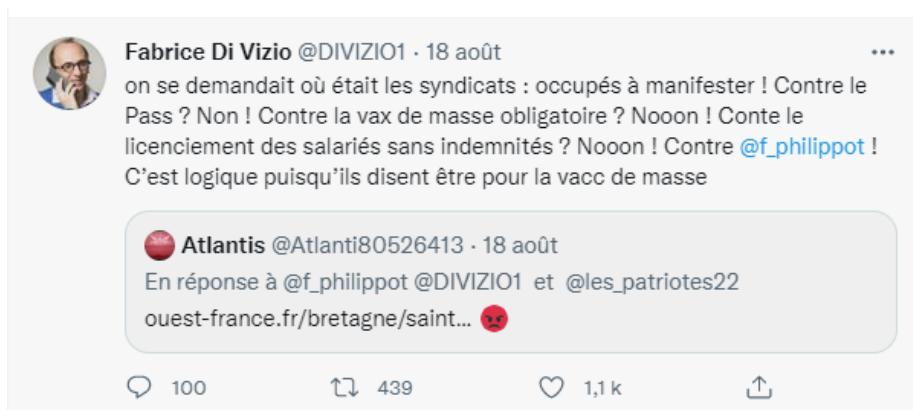 Fabrice Di Vizio @DIVIZIO1 · 18 août
on se demandait où était les syndicats : occupés à manifester ! Contre le
Pass ? Non ! Contre la vax de masse obligatoire ? Nooon ! Conte le
licenciement des salariés sans indemnités ? Nooon ! Contre @f_philippot !
C'est logique puisqu'ils disent être pour la vacc de masse
Atlantis @Atlanti80526413 · 18 août
En réponse à @f_philippot @DIVIZIO1 et @les_patriotes22
ouest-france.fr/bretagne/saint... 😡
100 439 1,1 k